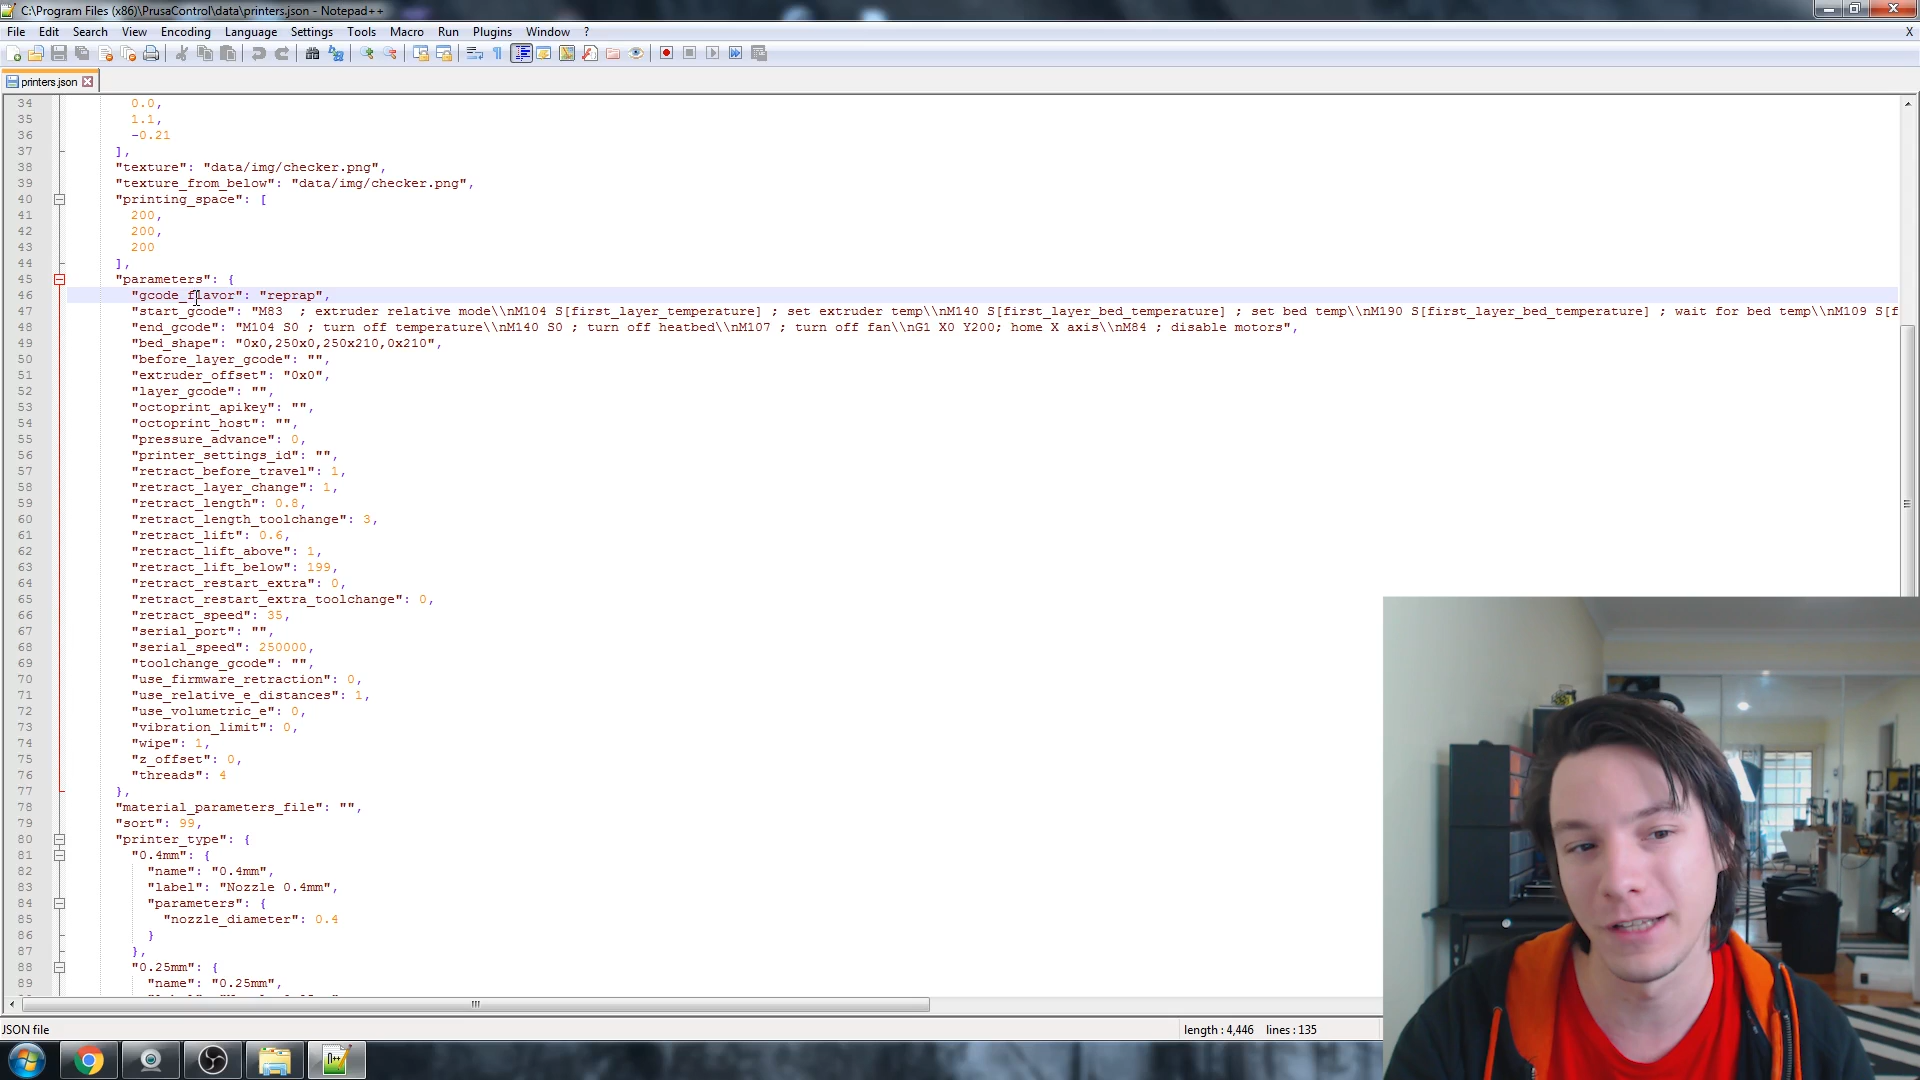 C:\Program Files (x86)\PrusaControl\data\printers.json - Notepad++
File Edit Search View Encoding Language Settings Tools Macro Run Plugins Window ? X
printers.json
34 0.0,
35 1.1,
36 -0.21
37 ],
38 "texture": "data/img/checker.png",
39 "texture_from_below": "data/img/checker.png",
40 "printing_space": [
41 200,
42 200,
43 200
44 ],
45 "parameters": {
46 "gcode_flavor": "reprap",
47 "start_gcode": "M83  ; extruder relative mode\\nM104 S[first_layer_temperature] ; set extruder temp\\nM140 S[first_layer_bed_temperature] ; set bed temp\\nM190 S[first_layer_bed_temperature] ; wait for bed temp\\nM109 S[f
48 "end_gcode": "M104 S0 ; turn off temperature\\nM140 S0 ; turn off heatbed\\nM107 ; turn off fan\\nG1 X0 Y200; home X axis\\nM84 ; disable motors",
49 "bed_shape": "0x0,250x0,250x210,0x210",
50 "before_layer_gcode": "",
51 "extruder_offset": "0x0",
52 "layer_gcode": "",
53 "octoprint_apikey": "",
54 "octoprint_host": "",
55 "pressure_advance": 0,
56 "printer_settings_id": "",
57 "retract_before_travel": 1,
58 "retract_layer_change": 1,
59 "retract_length": 0.8,
60 "retract_length_toolchange": 3,
61 "retract_lift": 0.6,
62 "retract_lift_above": 1,
63 "retract_lift_below": 199,
64 "retract_restart_extra": 0,
65 "retract_restart_extra_toolchange": 0,
66 "retract_speed": 35,
67 "serial_port": "",
68 "serial_speed": 250000,
69 "toolchange_gcode": "",
70 "use_firmware_retraction": 0,
71 "use_relative_e_distances": 1,
72 "use_volumetric_e": 0,
73 "vibration_limit": 0,
74 "wipe": 1,
75 "z_offset": 0,
76 "threads": 4
77 },
78 "material_parameters_file": "",
79 "sort": 99,
80 "printer_type": {
81 "0.4mm": {
82 "name": "0.4mm",
83 "label": "Nozzle 0.4mm",
84 "parameters": {
85 "nozzle_diameter": 0.4
86 }
87 },
88 "0.25mm": {
89 "name": "0.25mm",
JSON file length : 4,446 lines : 135